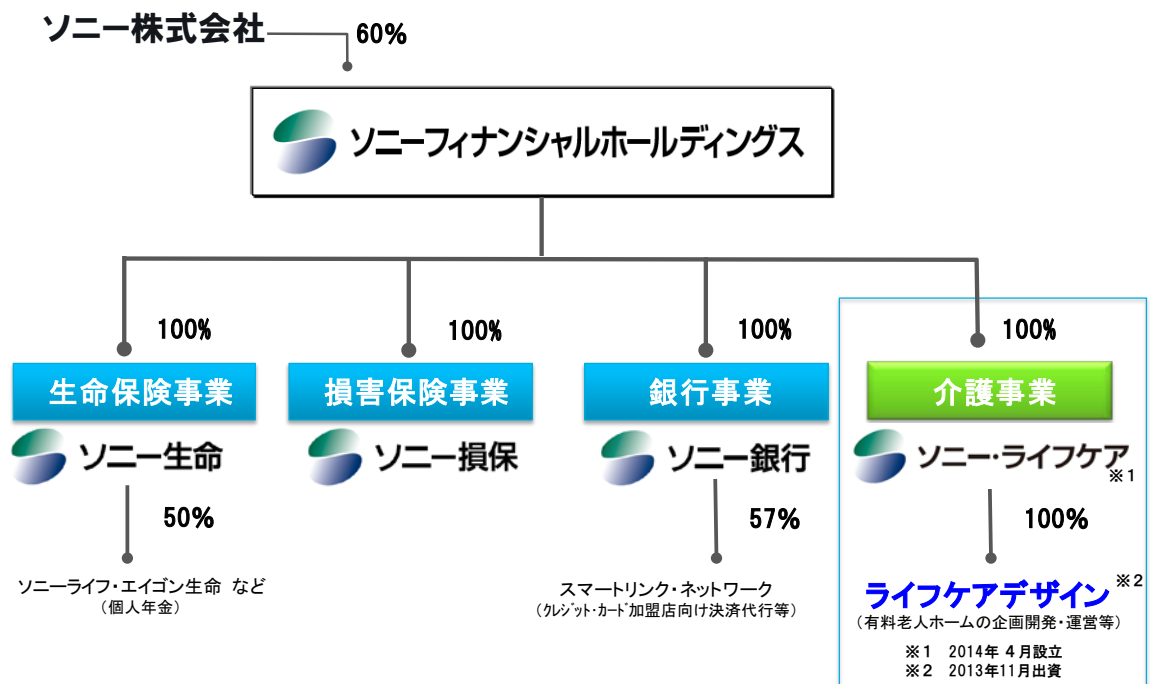 ソニー株式会社
60%
ソニーフィナンシャルホールディングス
100%
100%
100%
100%
生命保険事業
損害保険事業
銀行事業
介護事業
ソニー生命
ソニー損保
ソニー銀行
ソニー・ライフケア
※1
50%
57%
100%
ソニーライフ・エイゴン生命 など
(個人年金)
スマートリンク・ネットワーク
(クレジット・カード加盟店向け決済代行等)
ライフケアデザイン ※2
(有料老人ホームの企画開発・運営等)
※1 2014年 4月設立
※2 2013年11月出資